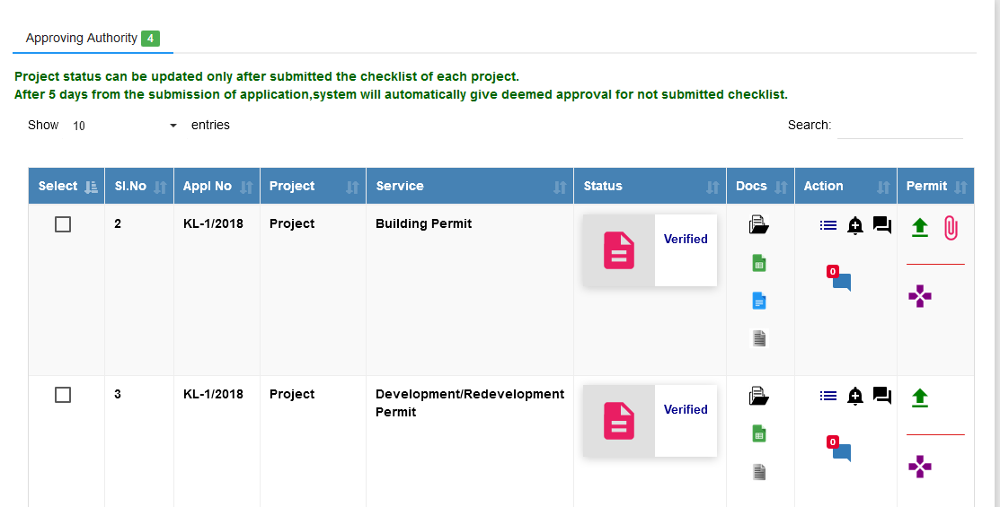 Approving Authority 4
Project status can be updated only after submitted the checklist of each project.
After 5 days from the submission of application,system will automatically give deemed approval for not submitted checklist.
Show 10 entries Search:
Select Sl.No Appl No Project Service Status Docs Action Permit
2 KL-1/2018 Project Building Permit Verified
0
3 KL-1/2018 Project Development/Redevelopment Permit Verified
0